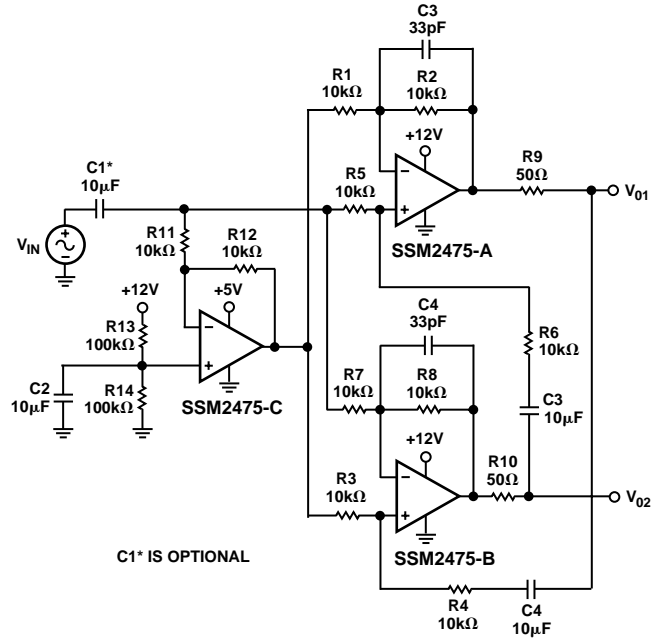 C3
33pF
R1
10kΩ
R2
10kΩ
+12V
C1*
10μF
R5
10kΩ
R9
50Ω
V01
SSM2475-A
VIN
R11
10kΩ
R12
10kΩ
+12V
+5V
R13
100kΩ
C2
10μF
R14
100kΩ
SSM2475-C
C4
33pF
R6
10kΩ
R7
10kΩ
R8
10kΩ
C3
10μF
+12V
R3
10kΩ
R10
50Ω
V02
SSM2475-B
C1* IS OPTIONAL
R4
10kΩ
C4
10μF